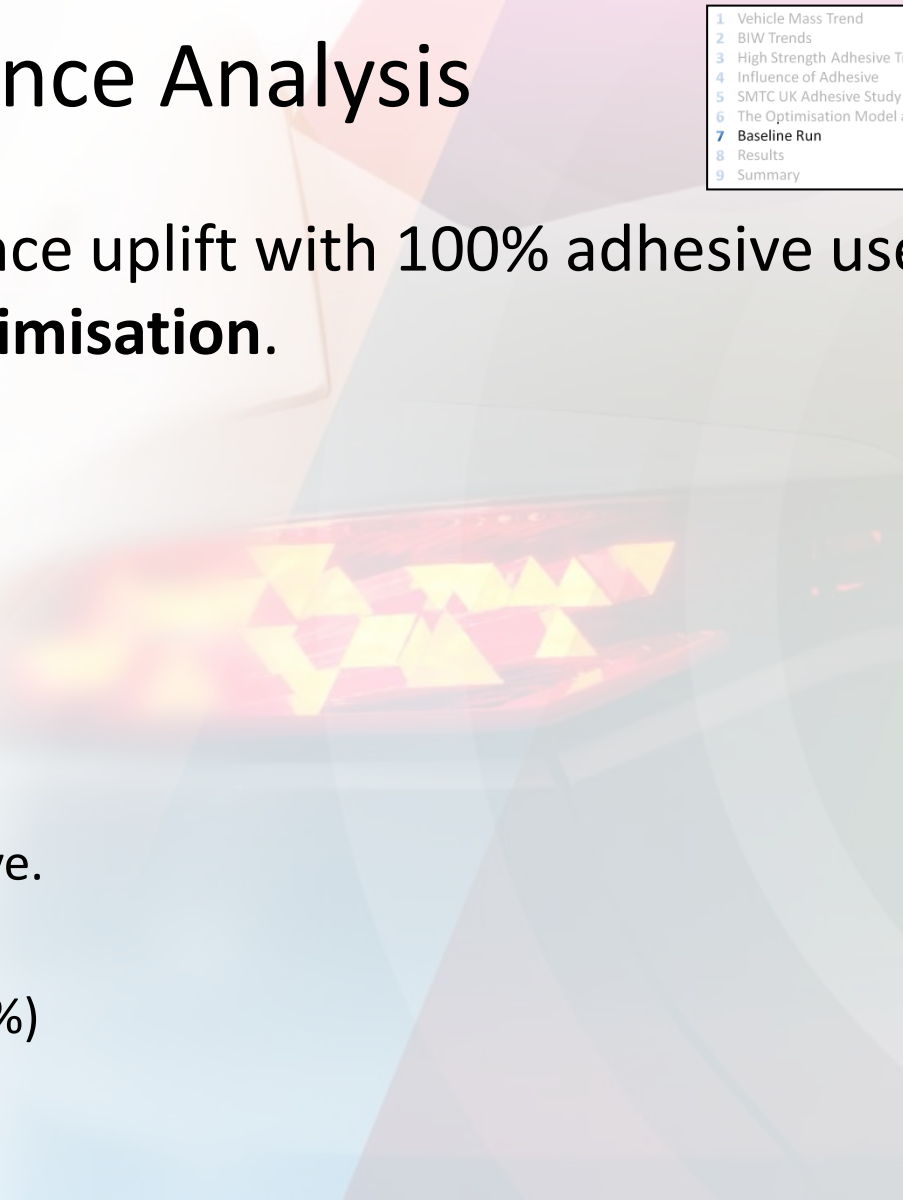 nce Analysis
1 Vehicle Mass Trend
2 BIW Trends
3 High Strength Adhesive T
4 Influence of Adhesive
5 SMTC UK Adhesive Study
6 The Optimisation Model a
7 Baseline Run
8 Results
9 Summary
nce uplift with 100% adhesive use
imisation.
ve.
%)